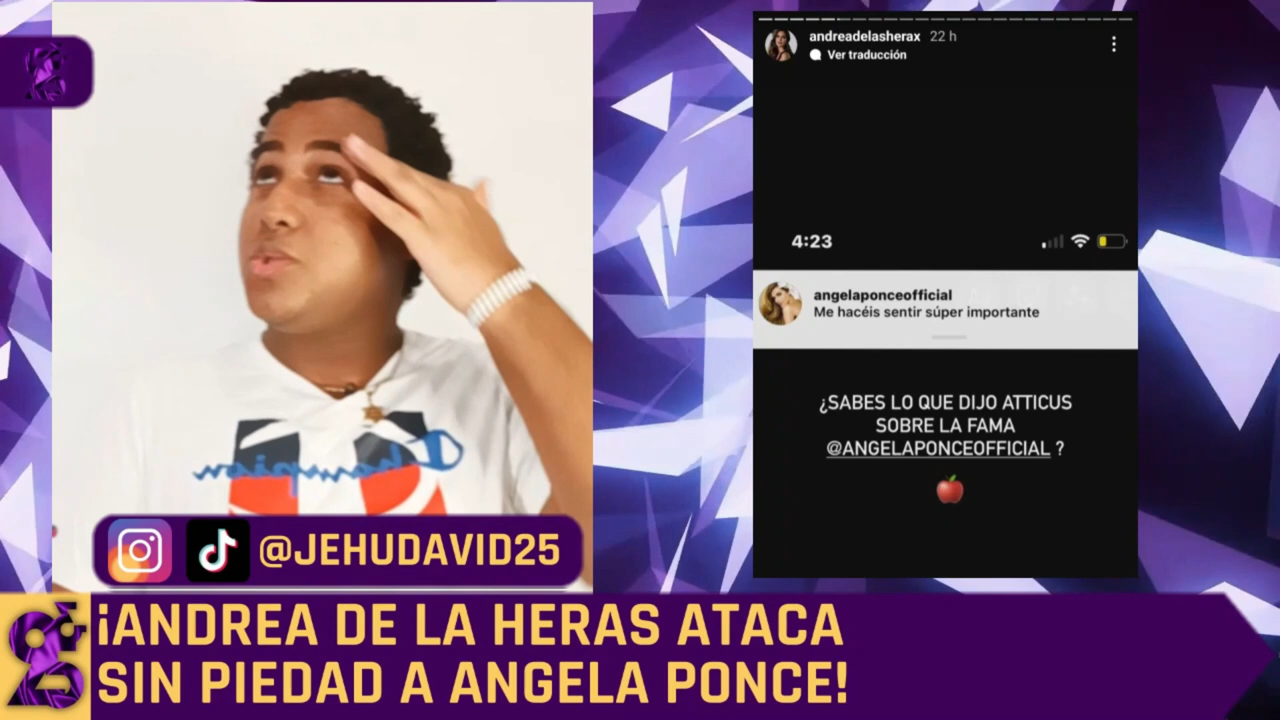 andreadelasherax 22 h
Ver traducción
4:23
angelaponceofficial
Me hacéis sentir súper importante
¿SABES LO QUE DIJO ATTICUS
SOBRE LA FAMA
@ANGELAPONCEOFFICIAL ?
Champion
@JEHUDAVID25
¡ANDREA DE LA HERAS ATACA
SIN PIEDAD A ANGELA PONCE!